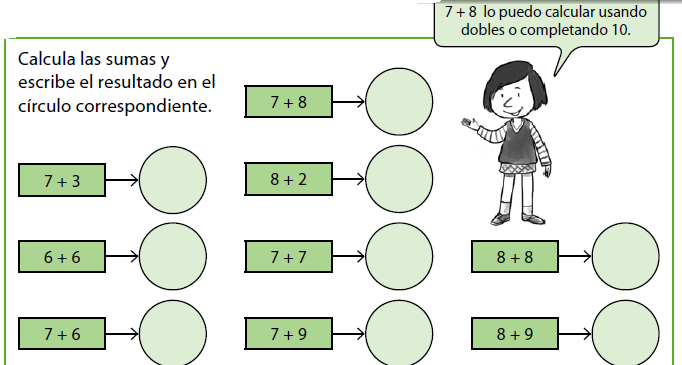 7 + 8 lo puedo calcular usando
dobles o completando 10.
Calcula las sumas y
escribe el resultado en el
círculo correspondiente.
7 + 8
7 + 3
8 + 2
6 + 6
7 + 7
8 + 8
7 + 6
7 + 9
8 + 9